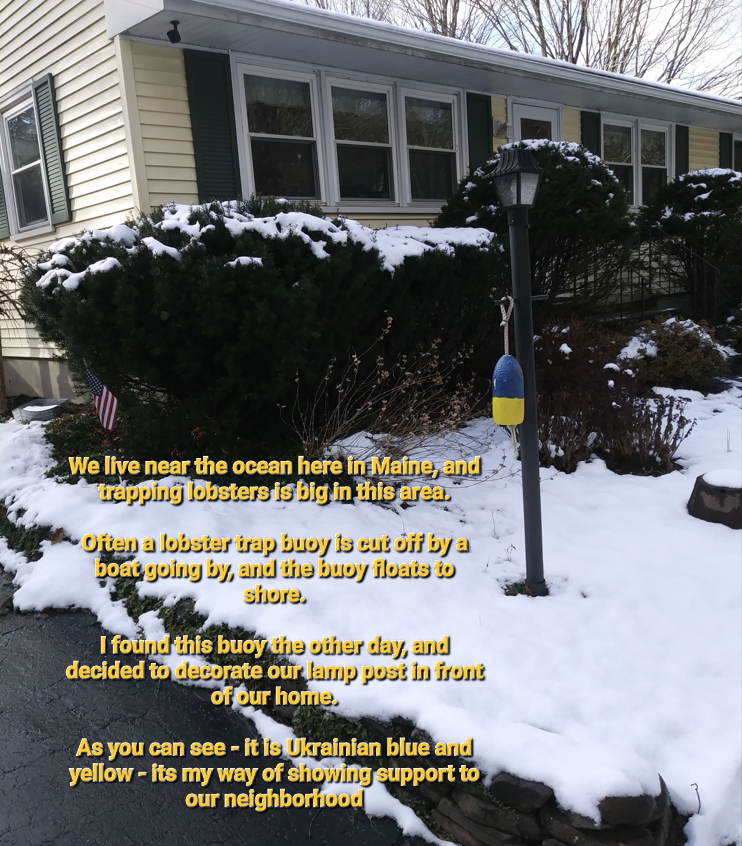 We live near the ocean here in Maine, and
trapping lobsters is big in this area.
Often a lobster trap buoy is cut off by a
boat going by, and the buoy floats to
shore.
I found this buoy the other day, and
decided to decorate our lamp post in front
of our home.
As you can see - it is Ukrainian blue and
yellow - its my way of showing support to
our neighborhood